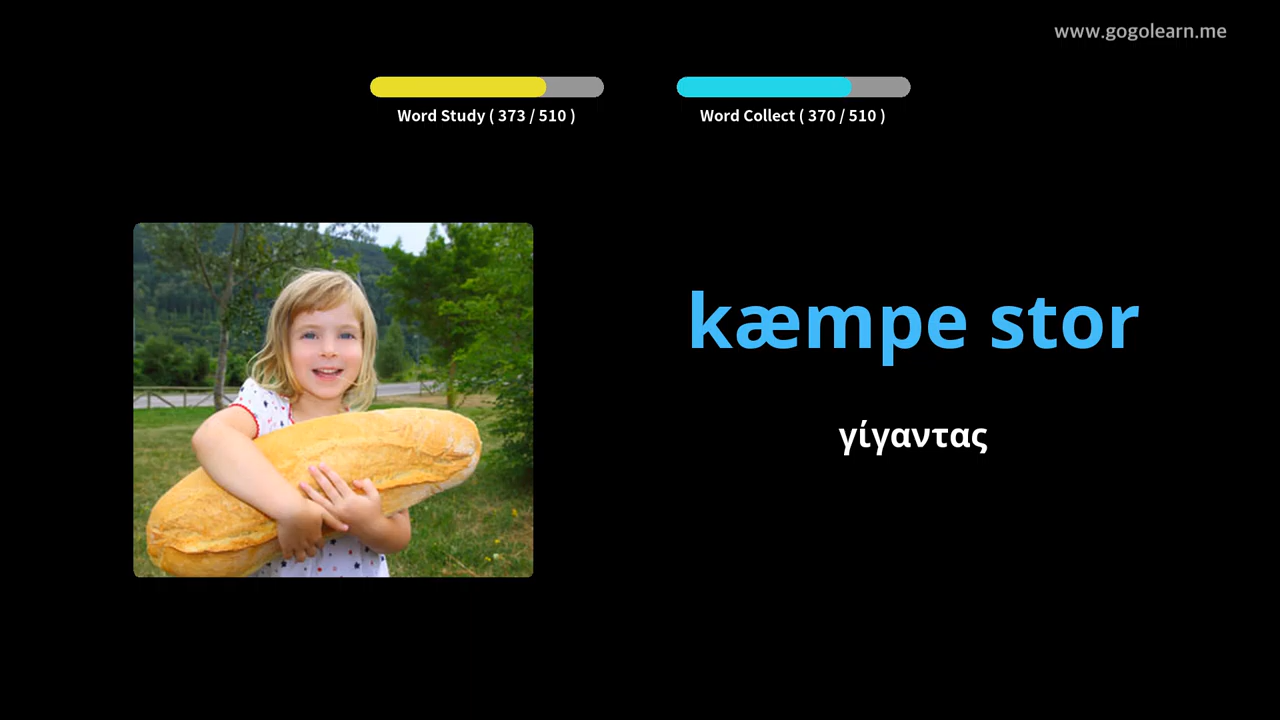 www.gogolearn.me
Word Study ( 373 / 510 )
Word Collect ( 370 / 510 )
kæmpe stor
γίγαντας